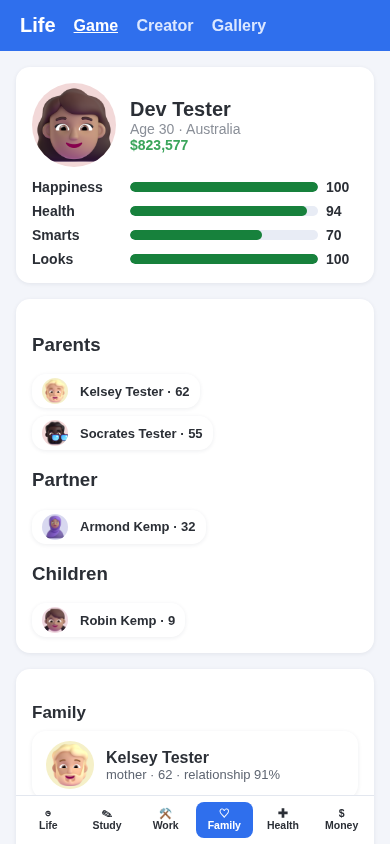 Life Game Creator Gallery
Dev Tester
Age 30 · Australia
$823,577
Happiness 100
Health 94
Smarts 70
Looks 100
Parents
Kelsey Tester · 62
Socrates Tester · 55
Partner
Armond Kemp · 32
Children
Robin Kemp · 9
Family
Kelsey Tester
mother · 62 · relationship 91%
Life Study Work Family Health $ Money